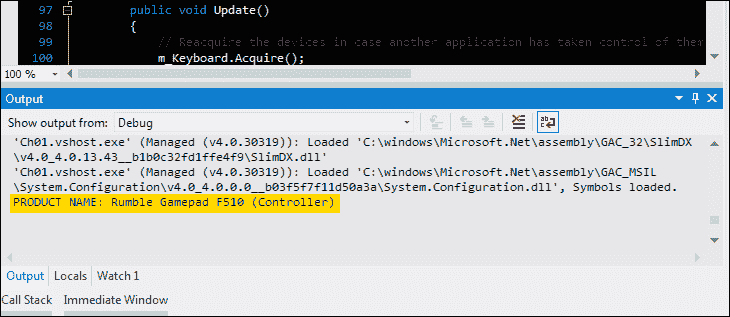 97 public void Update()
98 {
99 // Reacquire the devices in case another application has taken control of them
100 m_Keyboard.Acquire();
100 %
Output
Show output from: Debug
'Ch01.vshost.exe' (Managed (v4.0.30319)): Loaded 'C:\windows\Microsoft.Net\assembly\GAC_32\SlimDX
\v4.0_4.0.13.43__b1b0c32fd1ffe4f9\SlimDX.dll'
'Ch01.vshost.exe' (Managed (v4.0.30319)): Loaded 'C:\windows\Microsoft.Net\assembly\GAC_MSIL
\System.Configuration\v4.0_4.0.0.0__b03f5f7f11d50a3a\System.Configuration.dll', Symbols loaded.
PRODUCT NAME: Rumble Gamepad F510 (Controller)
Output Locals Watch 1
Call Stack Immediate Window